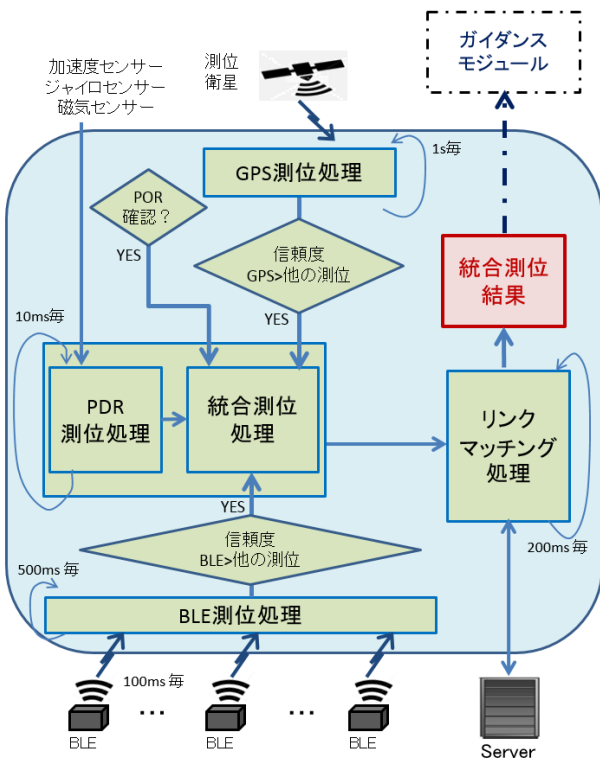 ガイダンス
モジュール
加速度センサー
ジャイロセンサー
磁気センサー
測位
衛星
1s毎
GPS測位処理
POR
確認？
YES
信頼度
GPS>他の測位
YES
統合測位
結果
10ms毎
PDR
測位処理
統合測位
処理
リンク
マッチング
処理
YES
信頼度
BLE>他の測位
200ms 毎
500ms 毎
BLE測位処理
100ms 毎
…
…
BLE
BLE
BLE
Server